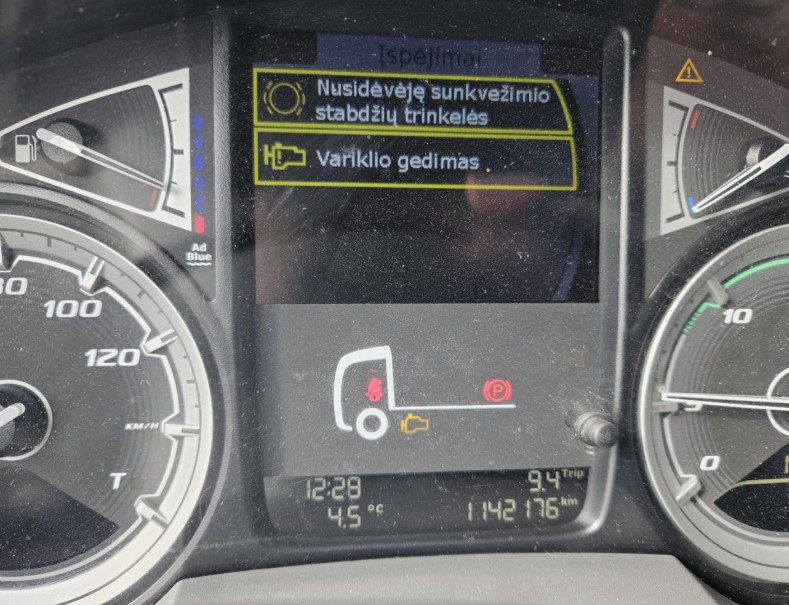 Įspėjimai
Nusidėvėję sunkvežimio
stabdžių trinkelės
Variklio gedimas
Ad
Blue
100
120
KM/H
T
10
5
0
P
12:28
9.4 Trip
4.5 °C
1142176 km